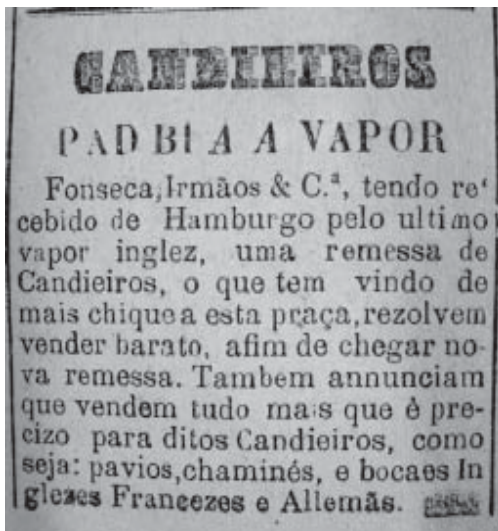 CANDIEIROS
PAD BI A A VAPOR
Fonseca, Irmãos & C.ª, tendo re‘
cebido de Hamburgo pelo ultimo
vapor inglez, uma remessa de
Candieiros, o que tem vindo de
mais chique a esta praça, rezolvem
vender barato, afim de chegar no-
va remessa. Tambem annunciam
que vendem tudo mais que é pre-
cizo para ditos Candieiros, como
seja: pavios, chaminés, e bocaes In
glezes Francezes e Allemãs.